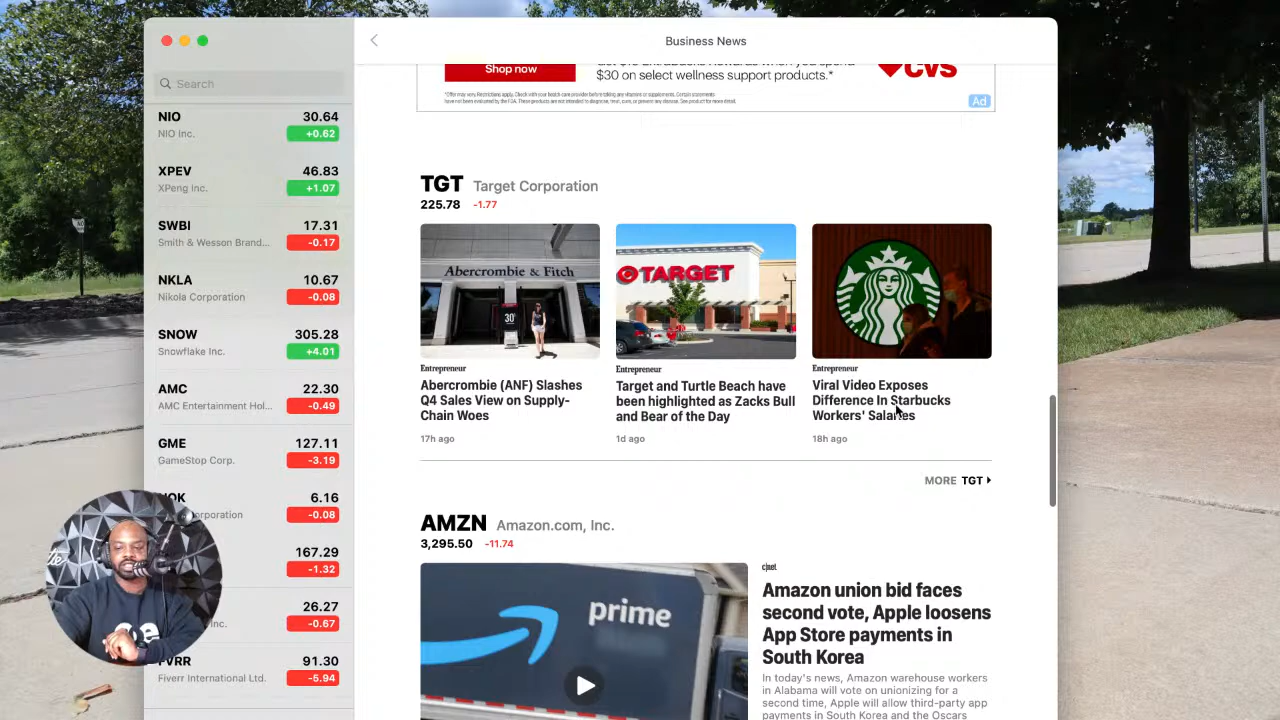 Business News
Search
Shop now
$30 on select wellness support products.*
CVS
Ad
NIO 30.64
NIO Inc. +0.62
XPEV 46.83
XPeng Inc. +1.07
SWBI 17.31
Smith & Wesson Brand... -0.17
NKLA 10.67
Nikola Corporation -0.08
SNOW 305.28
Snowflake Inc. +4.01
AMC 22.30
AMC Entertainment Hol... -0.49
GME 127.11
GameStop Corp. -3.19
OK 6.16
orporation -0.08
167.29
-1.32
26.27
Inc. -0.67
FVRR 91.30
Fiverr International Ltd. -5.94
TGT Target Corporation
225.78 -1.77
Abercrombie & Fitch
30
TARGET
Entrepreneur
Abercrombie (ANF) Slashes
Q4 Sales View on Supply-
Chain Woes
17h ago
Entrepreneur
Target and Turtle Beach have
been highlighted as Zacks Bull
and Bear of the Day
1d ago
Entrepreneur
Viral Video Exposes
Difference In Starbucks
Workers' Salaries
18h ago
MORE TGT
AMZN Amazon.com, Inc.
3,295.50 -11.74
prime
c|net
Amazon union bid faces
second vote, Apple loosens
App Store payments in
South Korea
In today's news, Amazon warehouse workers
in Alabama will vote on unionizing for a
second time, Apple will allow third-party app
payments in South Korea and the Oscars